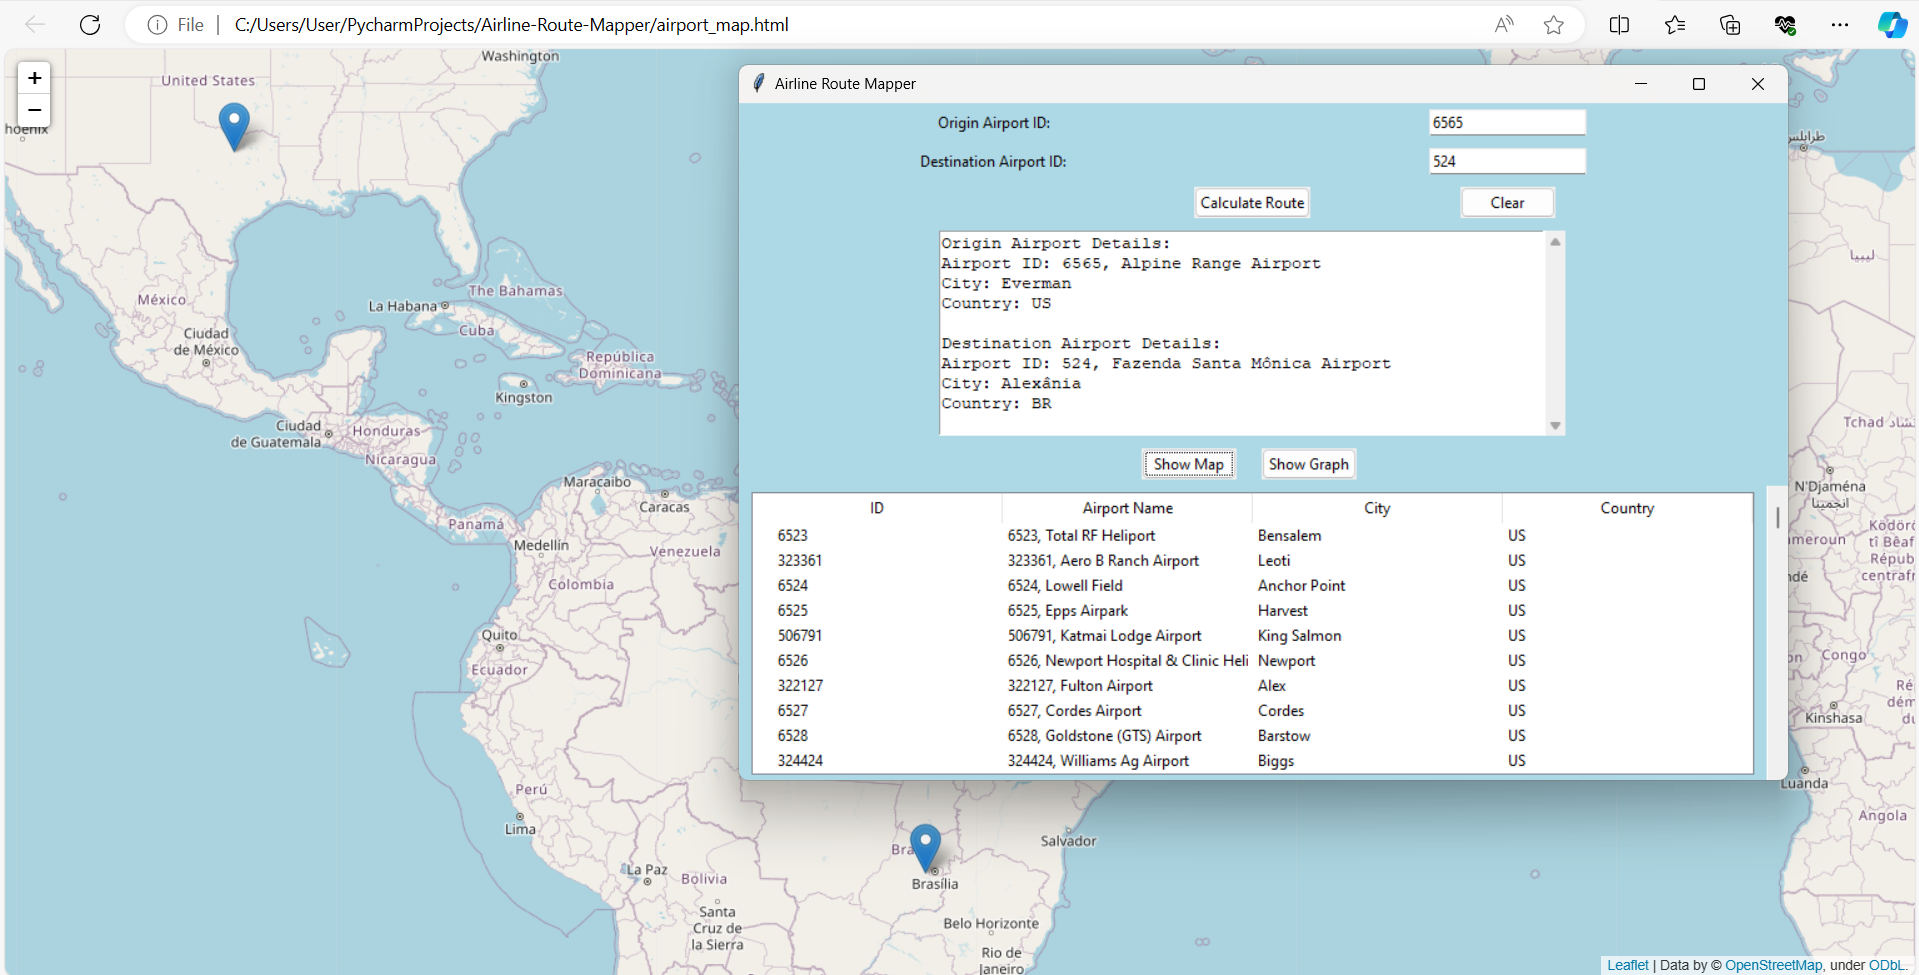 File
C:/Users/User/PycharmProjects/Airline-Route-Mapper/airport_map.html
+
−
Washington
United States
hoenix
México
Ciudad
de México
La Habana
The Bahamas
Cuba
República
Dominicana
Kingston
Ciudad
de Guatemala
Honduras
Nicaragua
Maracaibo
Caracas
Panamá
Medellín
Venezuela
Colombia
Quito
Ecuador
Perú
Lima
La Paz
Bolivia
Santa
Cruz de
la Sierra
Bra
Brasília
Salvador
Belo Horizonte
Rio de
Janeiro
Airline Route Mapper
Origin Airport ID:
6565
Destination Airport ID:
524
Calculate Route
Clear
Origin Airport Details:
Airport ID: 6565, Alpine Range Airport
City: Everman
Country: US
Destination Airport Details:
Airport ID: 524, Fazenda Santa Mônica Airport
City: Alexânia
Country: BR
Show Map
Show Graph
ID Airport Name City Country
6523 6523, Total RF Heliport Bensalem US
323361 323361, Aero B Ranch Airport Leoti US
6524 6524, Lowell Field Anchor Point US
6525 6525, Epps Airpark Harvest US
506791 506791, Katmai Lodge Airport King Salmon US
6526 6526, Newport Hospital & Clinic Heli Newport US
322127 322127, Fulton Airport Alex US
6527 6527, Cordes Airport Cordes US
6528 6528, Goldstone (GTS) Airport Barstow US
324424 324424, Williams Ag Airport Biggs US
طرابلس
ليبيا
Tchad تشاد
N'Djaména
انجمينا
Ködörö
tî Bêaf
ameroun
Répub
centrafr
ndé
Congo
on
Ré
dém
du
Kinshasa
Luanda
Angola
Leaflet | Data by © OpenStreetMap, under ODbL.